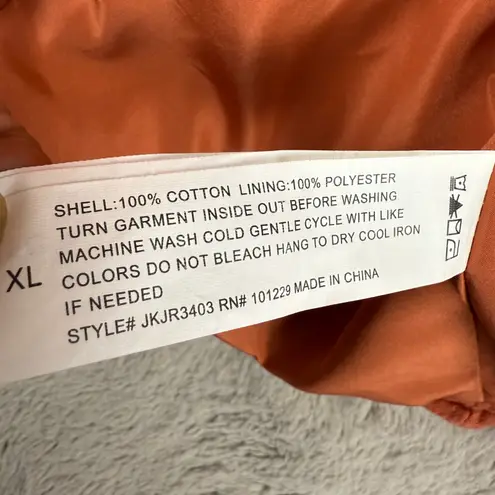 SHELL:100% COTTON LINING:100% POLYESTER
TURN GARMENT INSIDE OUT BEFORE WASHING
MACHINE WASH COLD GENTLE CYCLE WITH LIKE
XL COLORS DO NOT BLEACH HANG TO DRY COOL IRON
IF NEEDED
STYLE# JKJR3403 RN# 101229 MADE IN CHINA